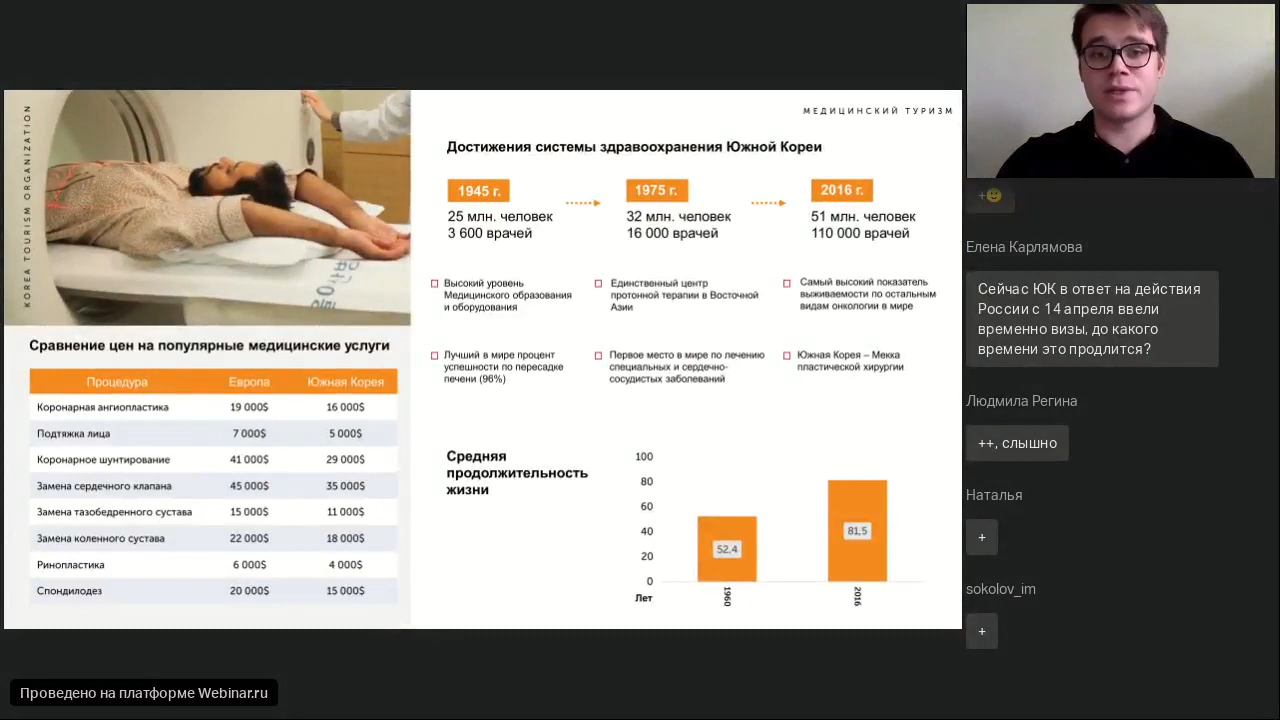 KOREA TOURISM ORGANIZATION
МЕДИЦИНСКИЙ ТУРИЗМ
Достижения системы здравоохранения Южной Кореи
1945 г.
25 млн. человек
3 600 врачей
1975 г.
32 млн. человек
16 000 врачей
2016 г.
51 млн. человек
110 000 врачей
Высокий уровень
Медицинского образования
и оборудования
Единственный центр
протонной терапии в Восточной
Азии
Самый высокий показатель
выживаемости по остальным
видам онкологии в мире
Лучший в мире процент
успешности по пересадке
печени (96%)
Первое место в мире по лечению
специальных и сердечно-
сосудистых заболеваний
Южная Корея – Мекка
пластической хирургии
Сравнение цен на популярные медицинские услуги
Процедура Европа Южная Корея
Коронарная ангиопластика 19 000$ 16 000$
Подтяжка лица 7 000$ 5 000$
Коронарное шунтирование 41 000$ 29 000$
Замена сердечного клапана 45 000$ 35 000$
Замена тазобедренного сустава 15 000$ 11 000$
Замена коленного сустава 22 000$ 18 000$
Ринопластика 6 000$ 4 000$
Спондилодез 20 000$ 15 000$
Средняя
продолжительность
жизни
100
80
60
40
20
0
Лет
52,4
81,5
1960
2016
+
Елена Карлямова
Сейчас ЮК в ответ на действия
России с 14 апреля ввели
временно визы, до какого
времени это продлится?
Людмила Регина
++, слышно
Наталья
+
sokolov_im
+
Проведено на платформе Webinar.ru